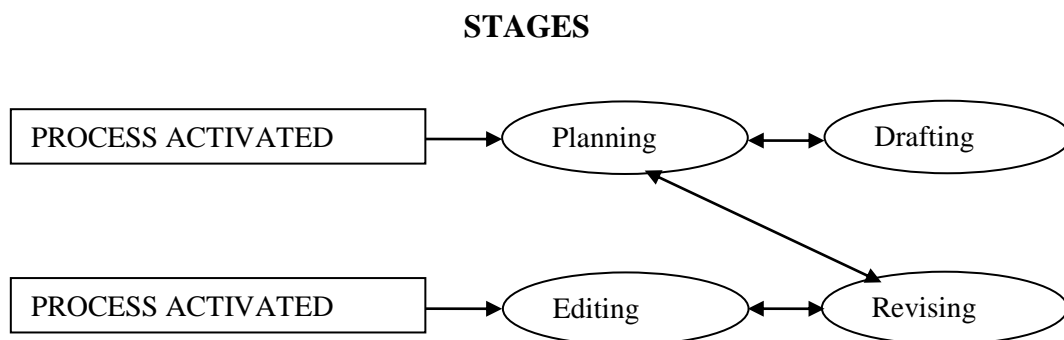 STAGES
PROCESS ACTIVATED Planning Drafting
PROCESS ACTIVATED Editing Revising